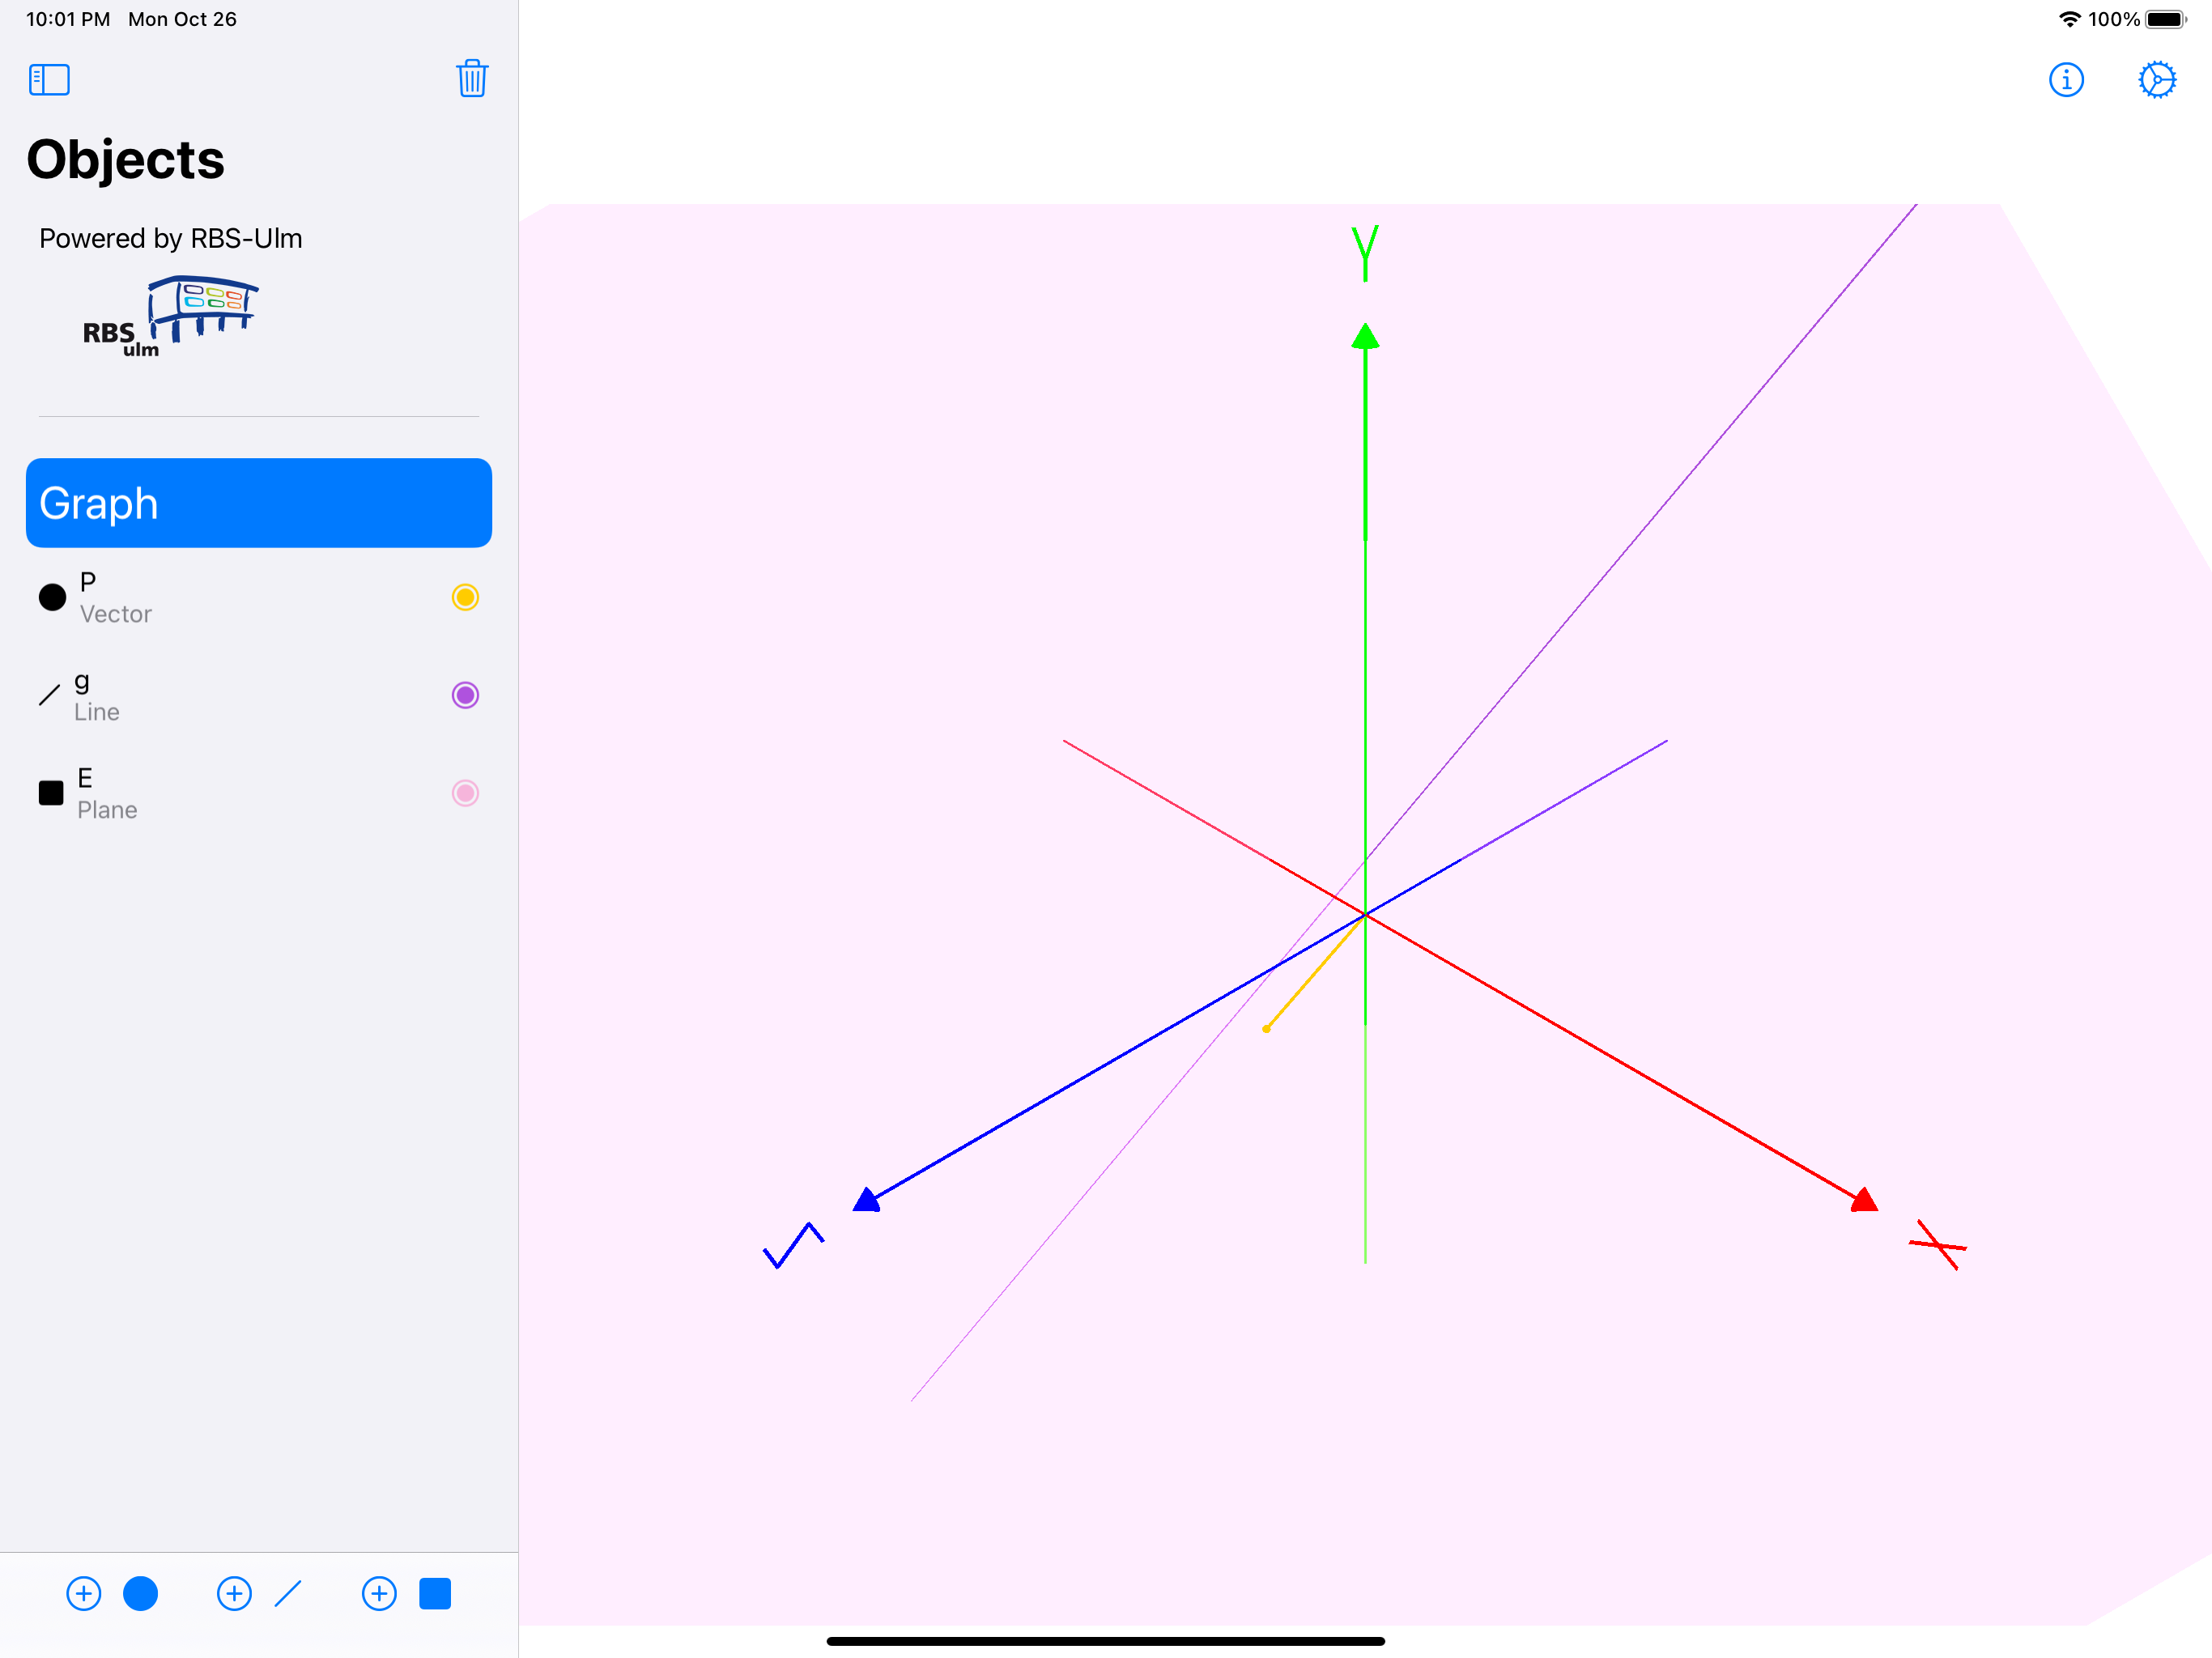 10:01 PM Mon Oct 26
100%
Objects
Powered by RBS-Ulm
RBS
ulm
Graph
P
Vector
g
Line
E
Plane
Y
X